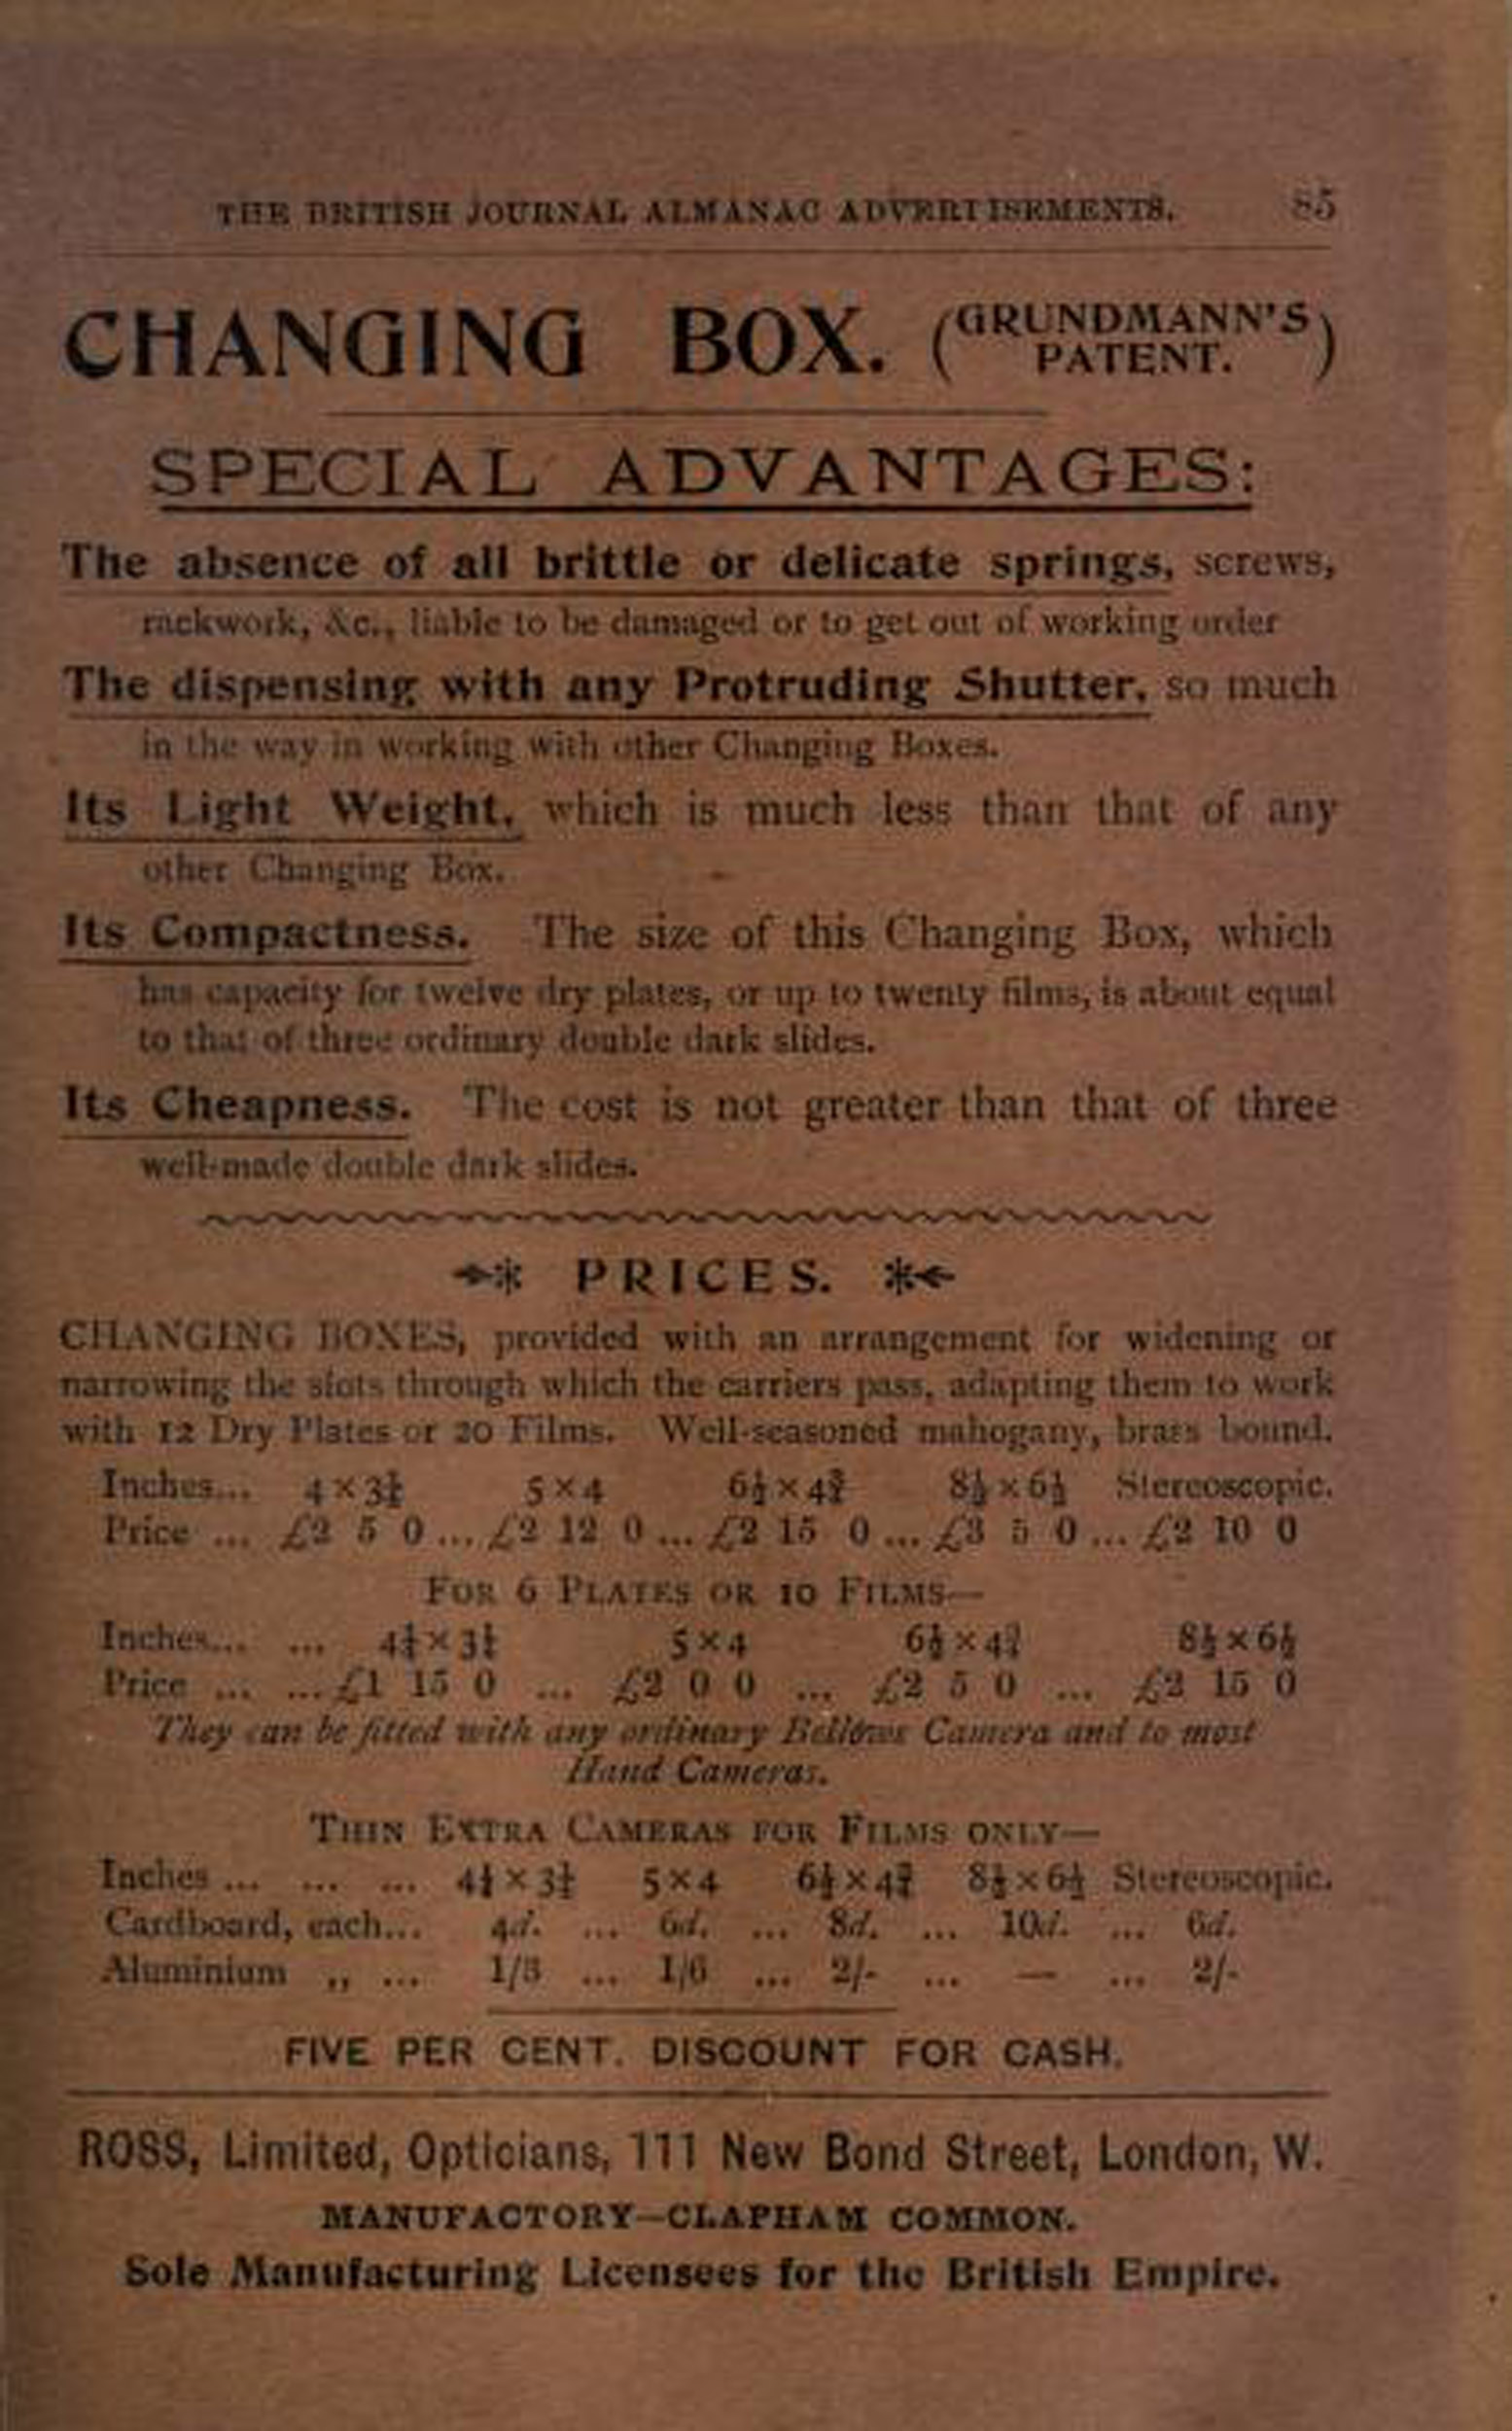 THE BRITISH JOURNAL ALMANAC ADVERTISEMENTS. 85
CHANGING BOX. (GRUNDMANN'S PATENT.)
SPECIAL ADVANTAGES:
The absence of all brittle or delicate springs, screws,
rackwork, &c., liable to be damaged or to get out of working order
The dispensing with any Protruding Shutter, so much
in the way in working with other Changing Boxes.
Its Light Weight, which is much less than that of any
other Changing Box.
Its Compactness. The size of this Changing Box, which
has capacity for twelve dry plates, or up to twenty films, is about equal
to that of three ordinary double dark slides.
Its Cheapness. The cost is not greater than that of three
well-made double dark slides.
PRICES.
CHANGING BOXES, provided with an arrangement for widening or
narrowing the slots through which the carriers pass, adapting them to work
with 12 Dry Plates or 20 Films. Well-seasoned mahogany, brass bound.
Inches... 4 × 3¼ 5 × 4 6½ × 4¾ 8½ × 6½ Stereoscopic.
Price ... £2 5 0 ... £2 12 0 ... £2 15 0 ... £3 5 0 ... £2 10 0
FOR 6 PLATES OR 10 FILMS—
Inches... ... 4¼ × 3¼ 5 × 4 6½ × 4¾ 8½ × 6½
Price ... ... £1 15 0 ... £2 0 0 ... £2 5 0 ... £2 15 0
They can be fitted with any ordinary Bellows Camera and to most
Hand Cameras.
THIN EXTRA CAMERAS FOR FILMS ONLY—
Inches ... ... ... 4¼ × 3¼ 5 × 4 6½ × 4¾ 8½ × 6½ Stereoscopic.
Cardboard, each... 4d. ... 6d. ... 8d. ... 10d. ... 6d.
Aluminium ,, ... 1/3 ... 1/6 ... 2/- ... — ... 2/-
FIVE PER CENT. DISCOUNT FOR CASH.
ROSS, Limited, Opticians, 111 New Bond Street, London, W.
MANUFACTORY—CLAPHAM COMMON.
Sole Manufacturing Licensees for the British Empire.